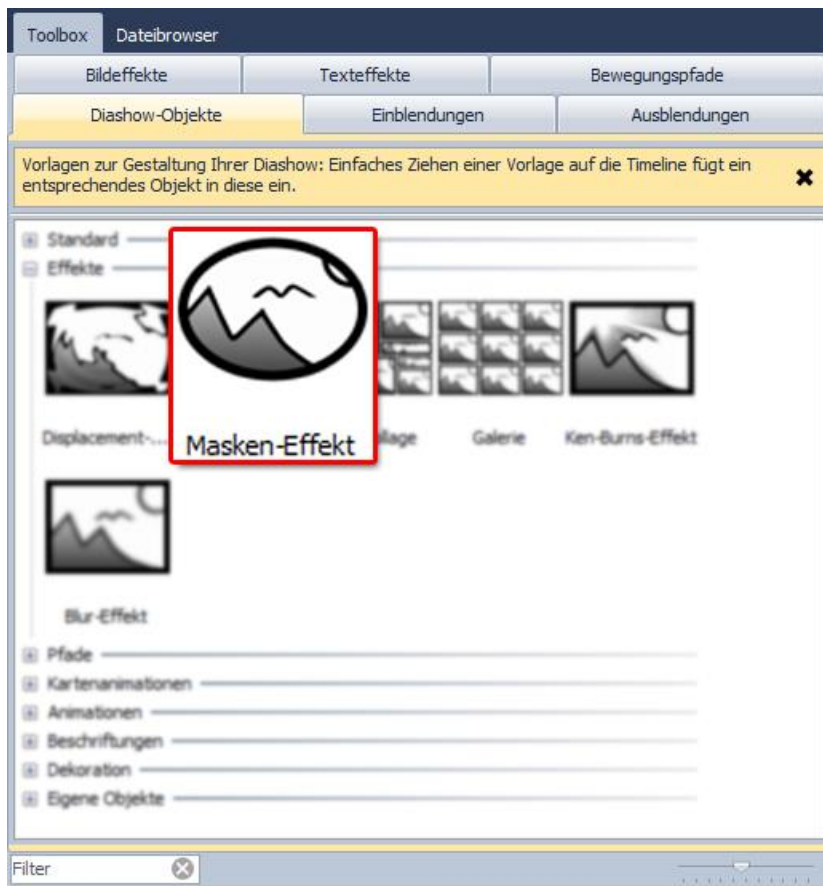 Toolbox Dateibrowser
Bildeffekte Texteffekte Bewegungspfade
Diashow-Objekte Einblendungen Ausblendungen
Vorlagen zur Gestaltung Ihrer Diashow: Einfaches Ziehen einer Vorlage auf die Timeline fügt ein
entsprechendes Objekt in diese ein.
Standard
Effekte
Displacement-... Masken-Effekt llage Galerie Ken-Burns-Effekt
Blur-Effekt
Pfade
Kartenanimationen
Animationen
Beschriftungen
Dekoration
Eigene Objekte
Filter